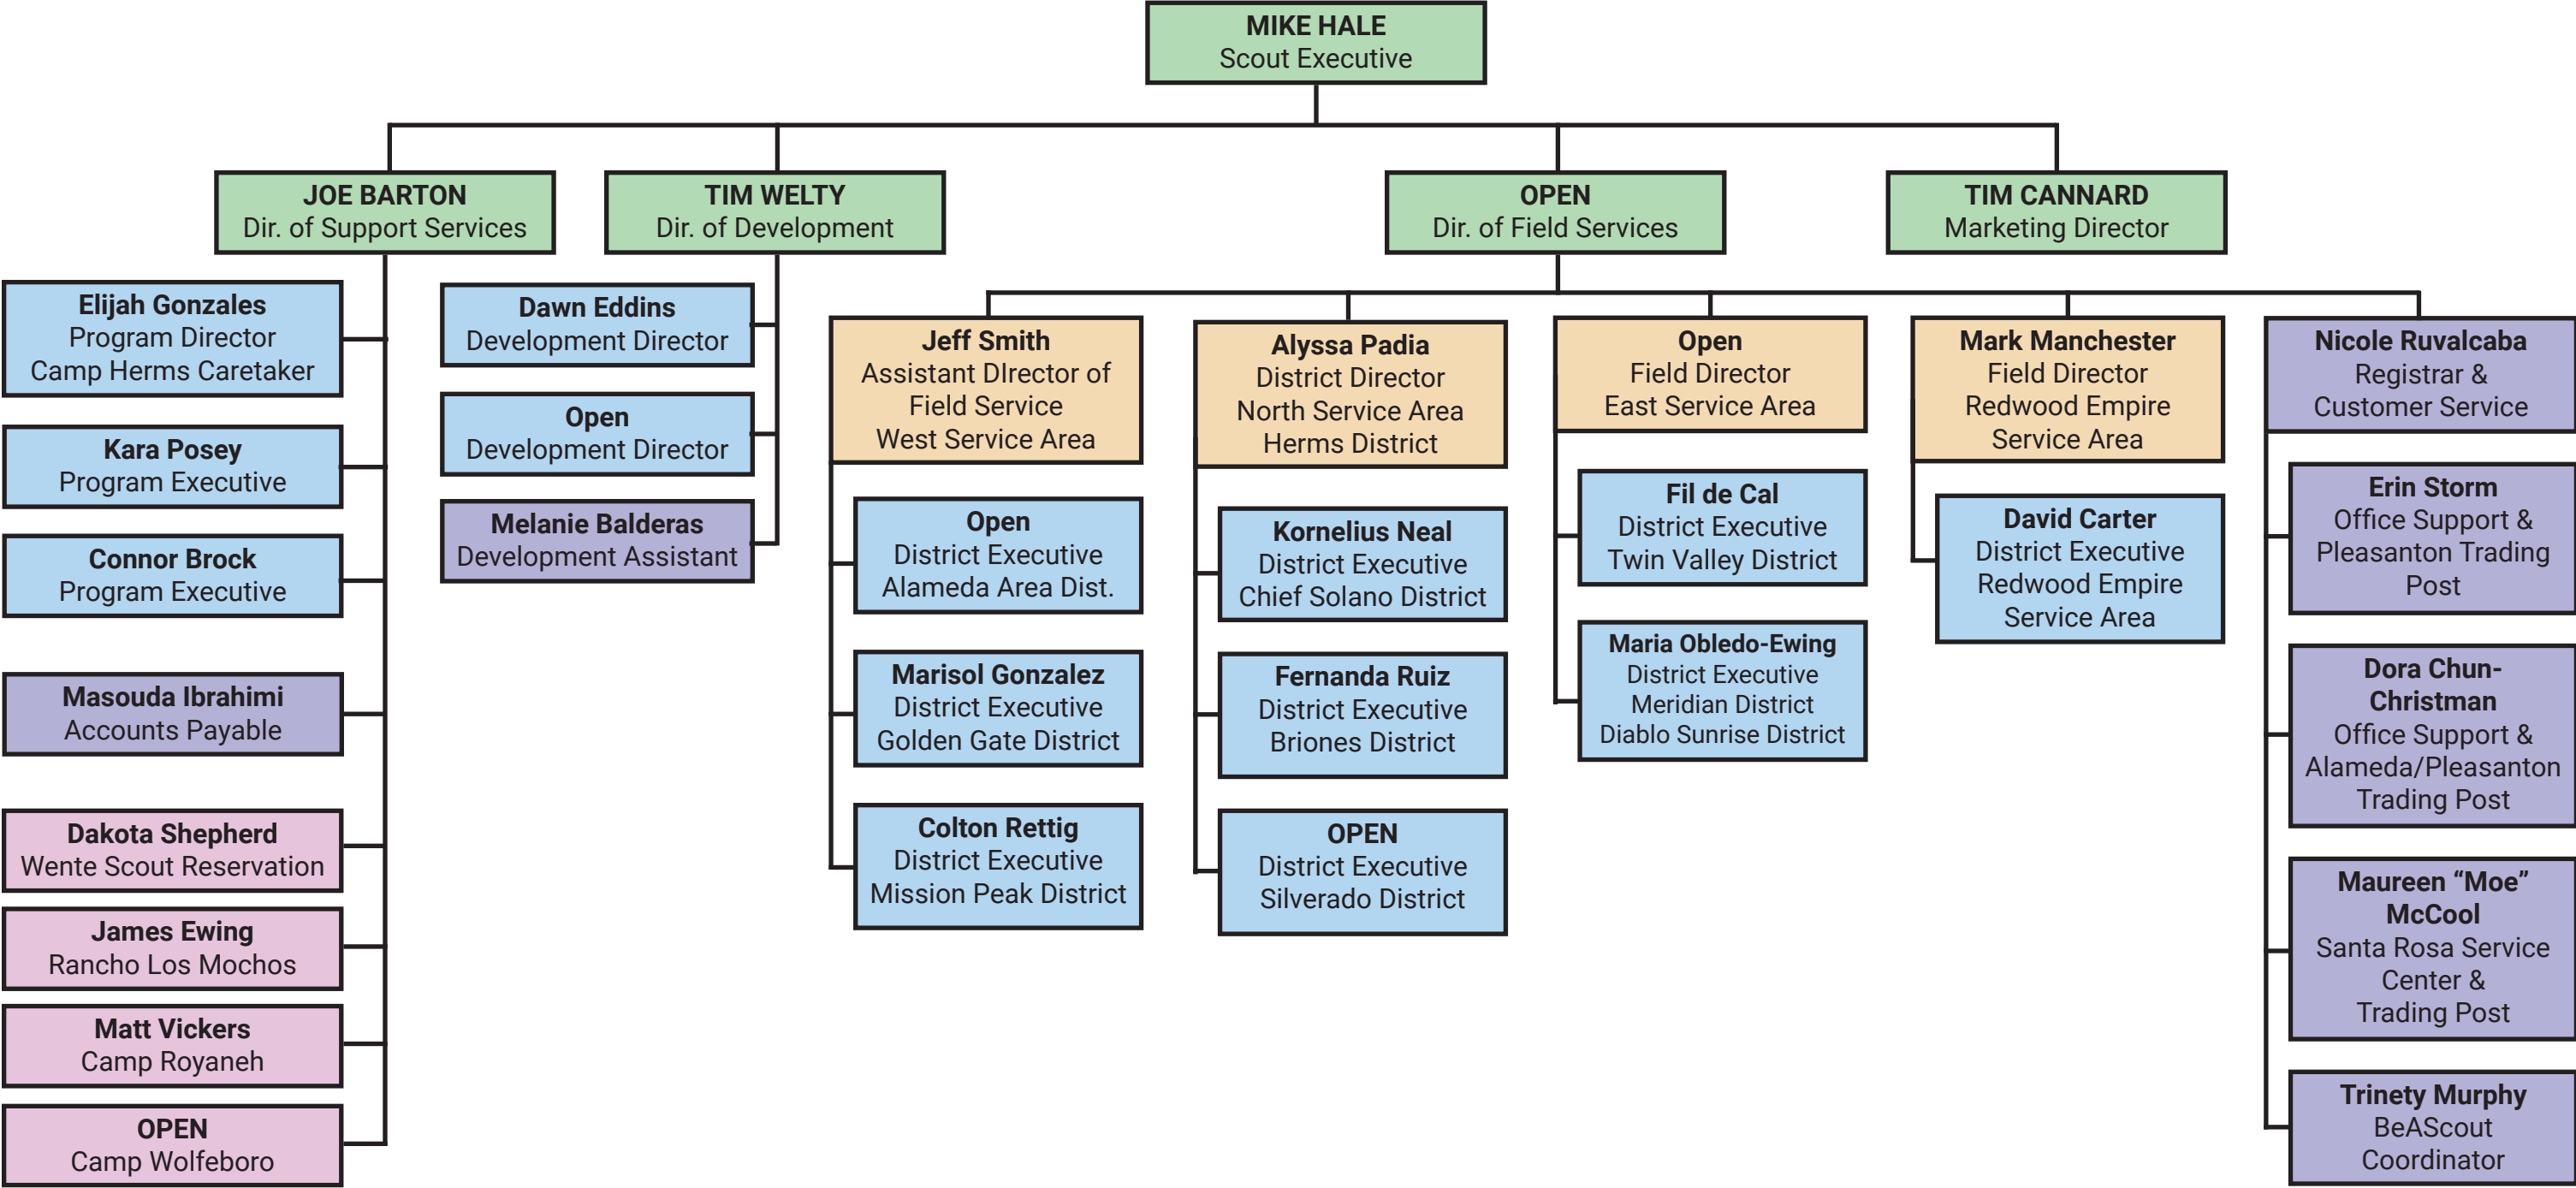 MIKE HALE
Scout Executive
JOE BARTON
Dir. of Support Services
TIM WELTY
Dir. of Development
OPEN
Dir. of Field Services
TIM CANNARD
Marketing Director
Elijah Gonzales
Program Director
Camp Herms Caretaker
Kara Posey
Program Executive
Connor Brock
Program Executive
Masouda Ibrahimi
Accounts Payable
Dakota Shepherd
Wente Scout Reservation
James Ewing
Rancho Los Mochos
Matt Vickers
Camp Royaneh
OPEN
Camp Wolfeboro
Dawn Eddins
Development Director
Open
Development Director
Melanie Balderas
Development Assistant
Jeff Smith
Assistant DIrector of
Field Service
West Service Area
Open
District Executive
Alameda Area Dist.
Marisol Gonzalez
District Executive
Golden Gate District
Colton Rettig
District Executive
Mission Peak District
Alyssa Padia
District Director
North Service Area
Herms District
Kornelius Neal
District Executive
Chief Solano District
Fernanda Ruiz
District Executive
Briones District
OPEN
District Executive
Silverado District
Open
Field Director
East Service Area
Fil de Cal
District Executive
Twin Valley District
Maria Obledo-Ewing
District Executive
Meridian District
Diablo Sunrise District
Mark Manchester
Field Director
Redwood Empire
Service Area
David Carter
District Executive
Redwood Empire
Service Area
Nicole Ruvalcaba
Registrar &
Customer Service
Erin Storm
Office Support &
Pleasanton Trading
Post
Dora Chun-
Christman
Office Support &
Alameda/Pleasanton
Trading Post
Maureen “Moe”
McCool
Santa Rosa Service
Center &
Trading Post
Trinety Murphy
BeAScout
Coordinator